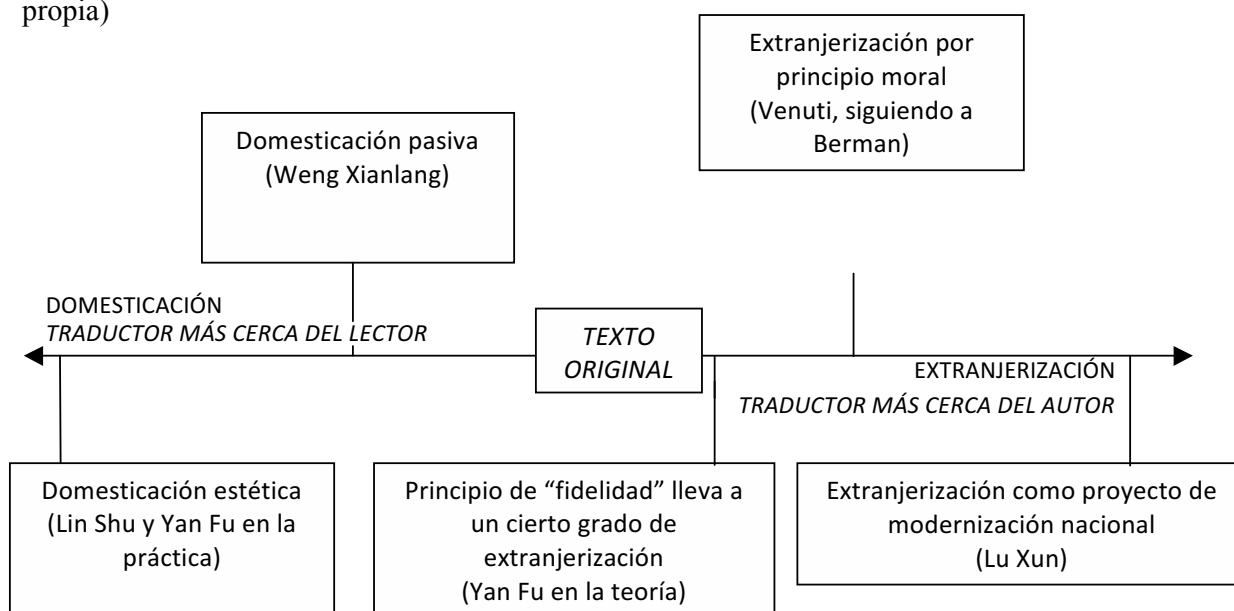 propia)
Extranjerización por
principio moral
(Venuti, siguiendo a
Berman)
Domesticación pasiva
(Weng Xianlang)
DOMESTICACIÓN
TRADUCTOR MÁS CERCA DEL LECTOR
TEXTO
ORIGINAL
EXTRANJERIZACIÓN
TRADUCTOR MÁS CERCA DEL AUTOR
Domesticación estética
(Lin Shu y Yan Fu en la
práctica)
Principio de “fidelidad” lleva a
un cierto grado de
extranjerización
(Yan Fu en la teoría)
Extranjerización como proyecto de
modernización nacional
(Lu Xun)